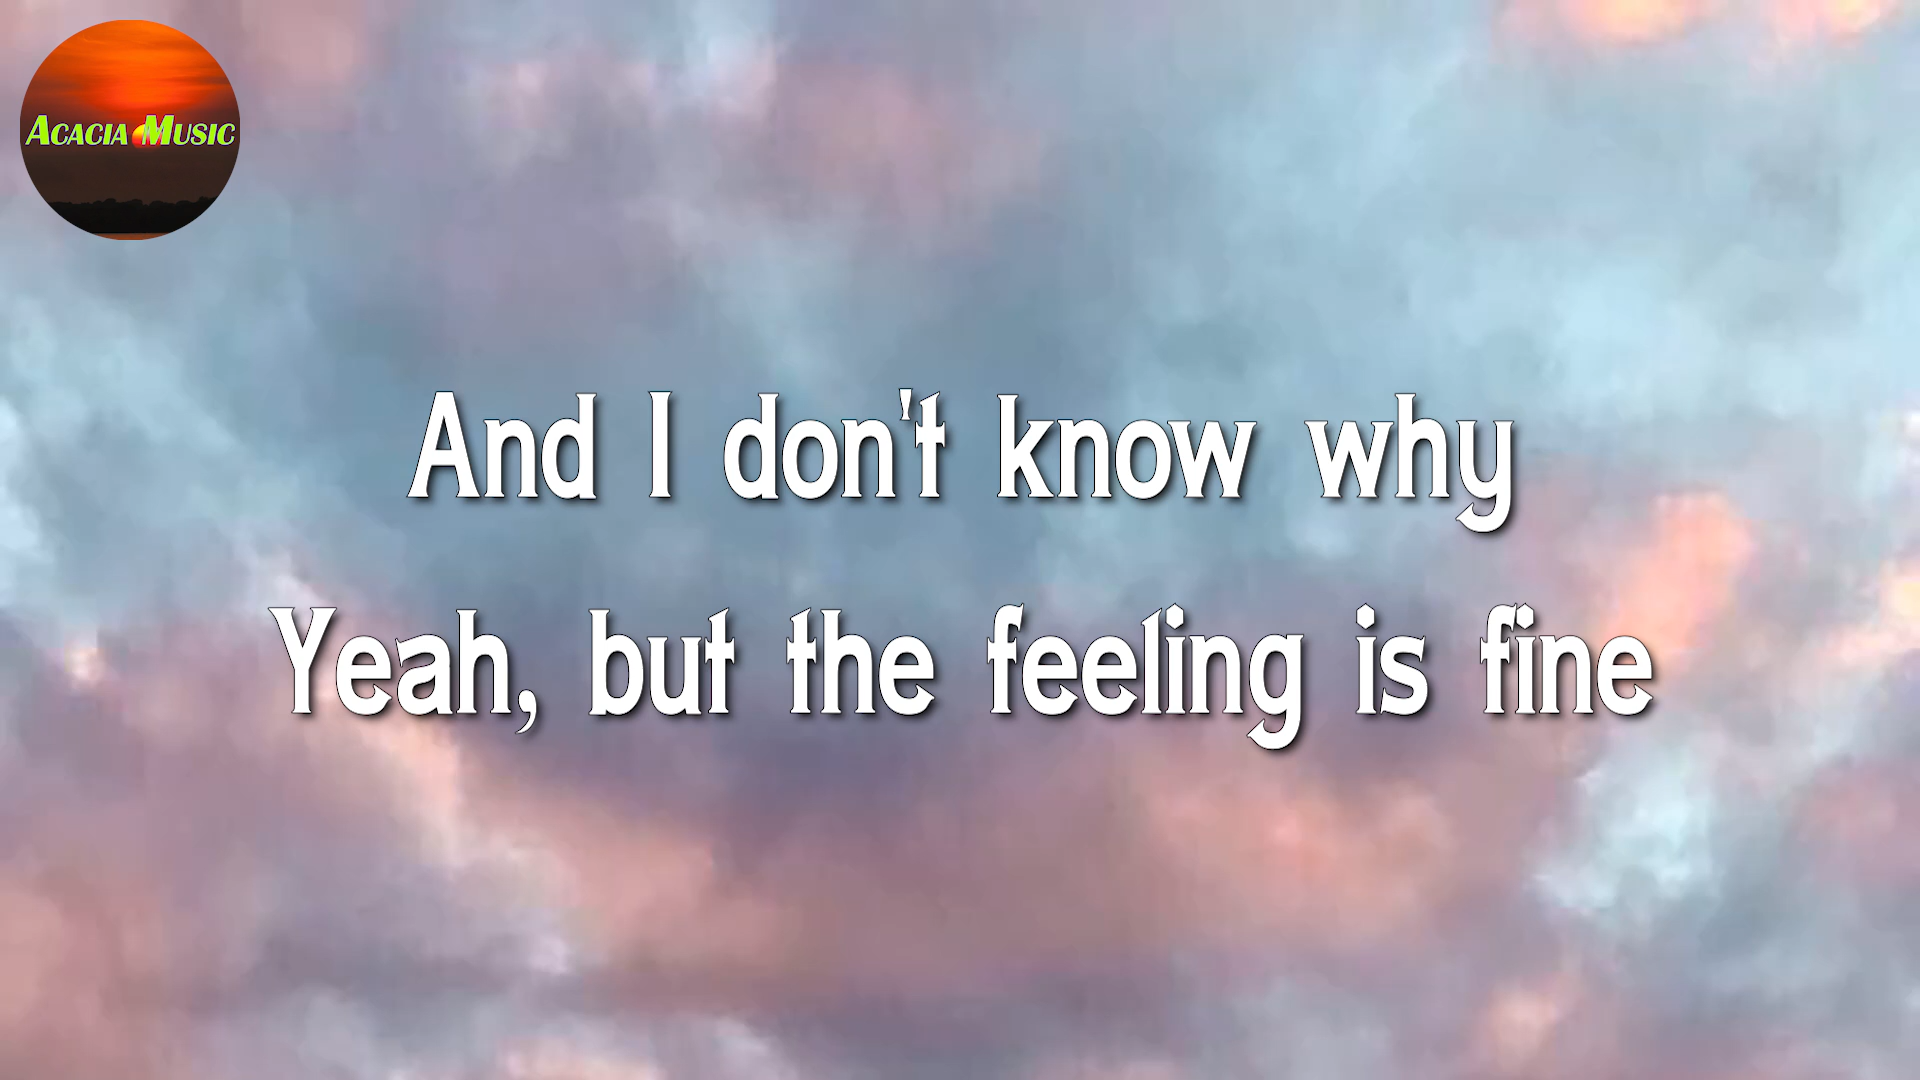 Acacia Music
And I don't know why
Yeah, but the feeling is fine